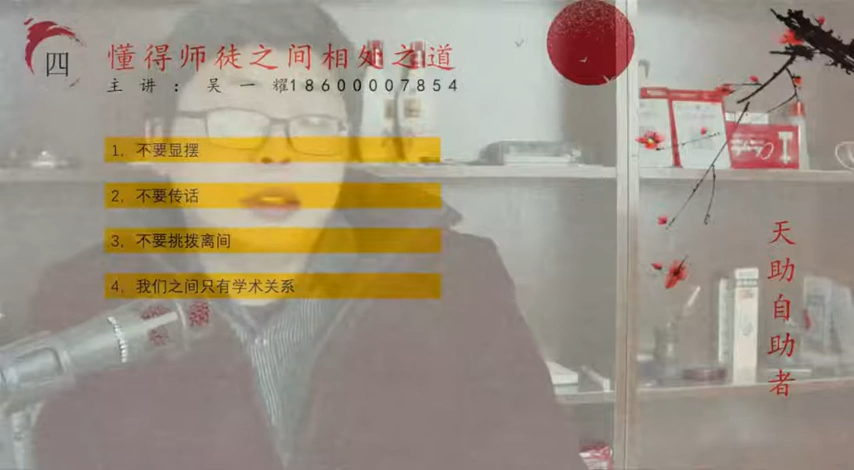 四
懂得师徒之间相处之道
主讲：吴一耀18600007854
1，不要显摆
2，不要传话
3，不要挑拨离间
4，我们之间只有学术关系
天助自助者